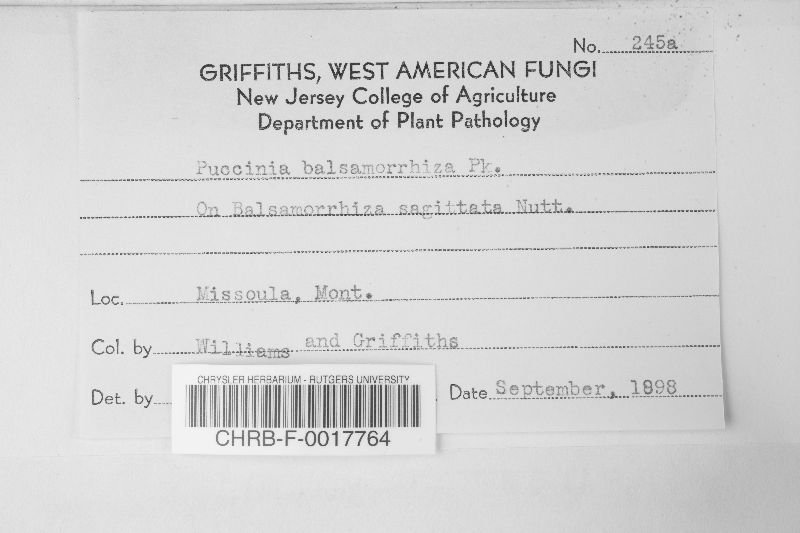 No. 245a
GRIFFITHS, WEST AMERICAN FUNGI
New Jersey College of Agriculture
Department of Plant Pathology
Puccinia balsamorrhiza Pk.
On Balsamorrhiza sagittata Nutt.
Loc. Missoula, Mont.
Col. by Williams and Griffiths
Det. by
Date September, 1898
CHRYSLER HERBARIUM - RUTGERS UNIVERSITY
CHRB-F-0017764